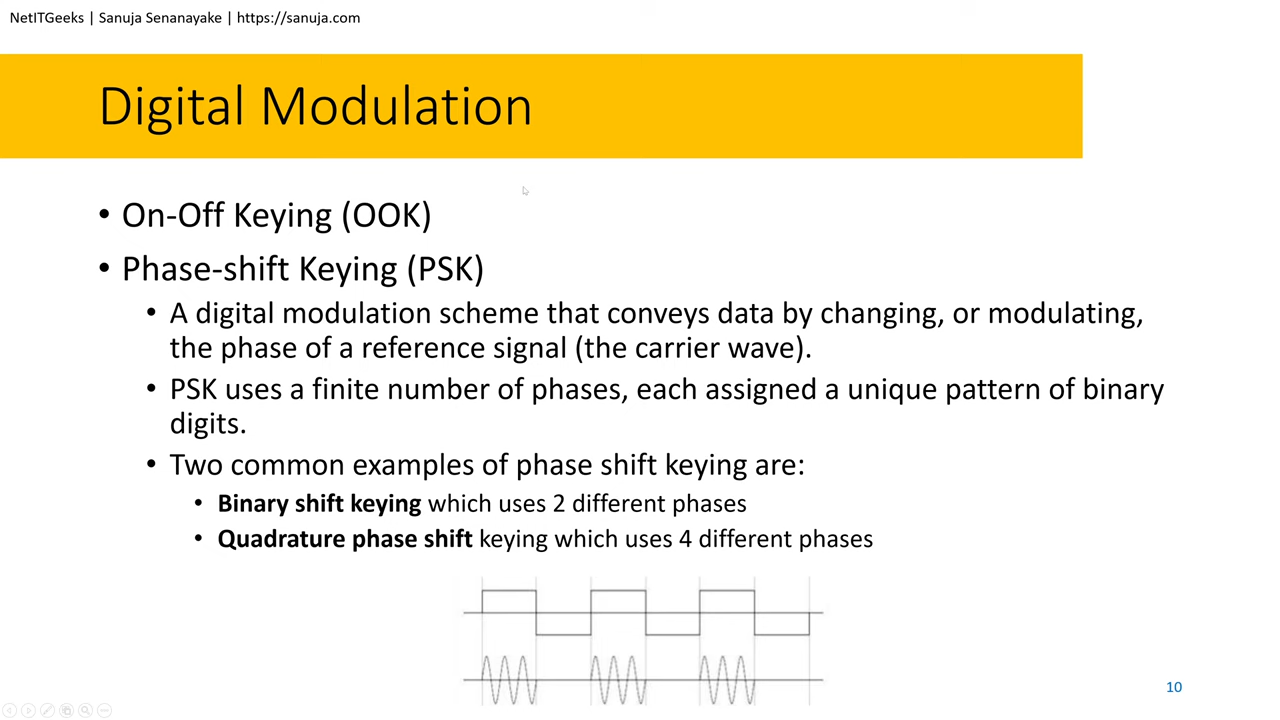 NetITGeeks | Sanuja Senanayake | https://sanuja.com
Digital Modulation
• On-Off Keying (OOK)
• Phase-shift Keying (PSK)
• A digital modulation scheme that conveys data by changing, or modulating,
the phase of a reference signal (the carrier wave).
• PSK uses a finite number of phases, each assigned a unique pattern of binary
digits.
• Two common examples of phase shift keying are:
• Binary shift keying which uses 2 different phases
• Quadrature phase shift keying which uses 4 different phases
10